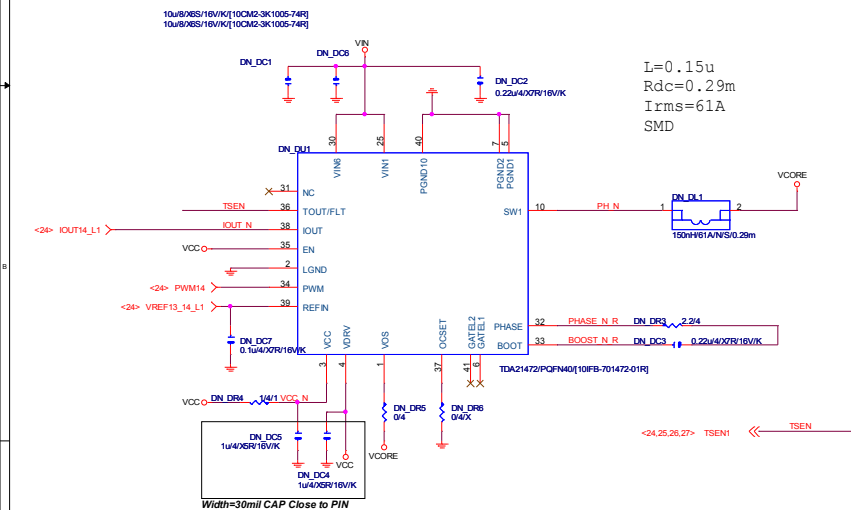 10u/8/X6S/16V/K/[10CM2-3K1005-74R]
10u/8/X6S/16V/K/[10CM2-3K1005-74R]
VIN
DN_DC1
DN_DC6
DN_DC2
0.22u/4/X7R/16V/K
L=0.15u
Rdc=0.29m
Irms=61A
SMD
DN_DU1
30
25
40
7
5
VIN6
VIN1
PGND10
PGND2
PGND1
31
NC
TSEN
36
TOUT/FLT
<24> IOUT14_L1
IOUT_N
38
IOUT
VCC
35
EN
2
LGND
<24> PWM14
34
PWM
<24> VREF13_14_L1
39
REFIN
SW1
10
PH_N
1
DN_DL1
2
150nH/61A/N/S/0.29m
VCORE
B
DN_DC7
0.1u/4/X7R/16V/K
PHASE
32
PHASE_N_R
DN_DR3
2.2/4
BOOT
33
BOOST_N_R
DN_DC3
0.22u/4/X7R/16V/K
VCC
VDRV
VOS
OCSET
GATEL2
GATEL1
3
4
1
37
41
6
TDA21472/PQFN40/[10IFB-701472-01R]
VCC
DN_DR4
1/4/1
VCC_N
DN_DR5
0/4
DN_DR6
0/4/X
DN_DC5
1u/4/X5R/16V/K
VCC
VCORE
DN_DC4
1u/4/X5R/16V/K
<24,25,26,27> TSEN1
TSEN
Width=30mil CAP Close to PIN